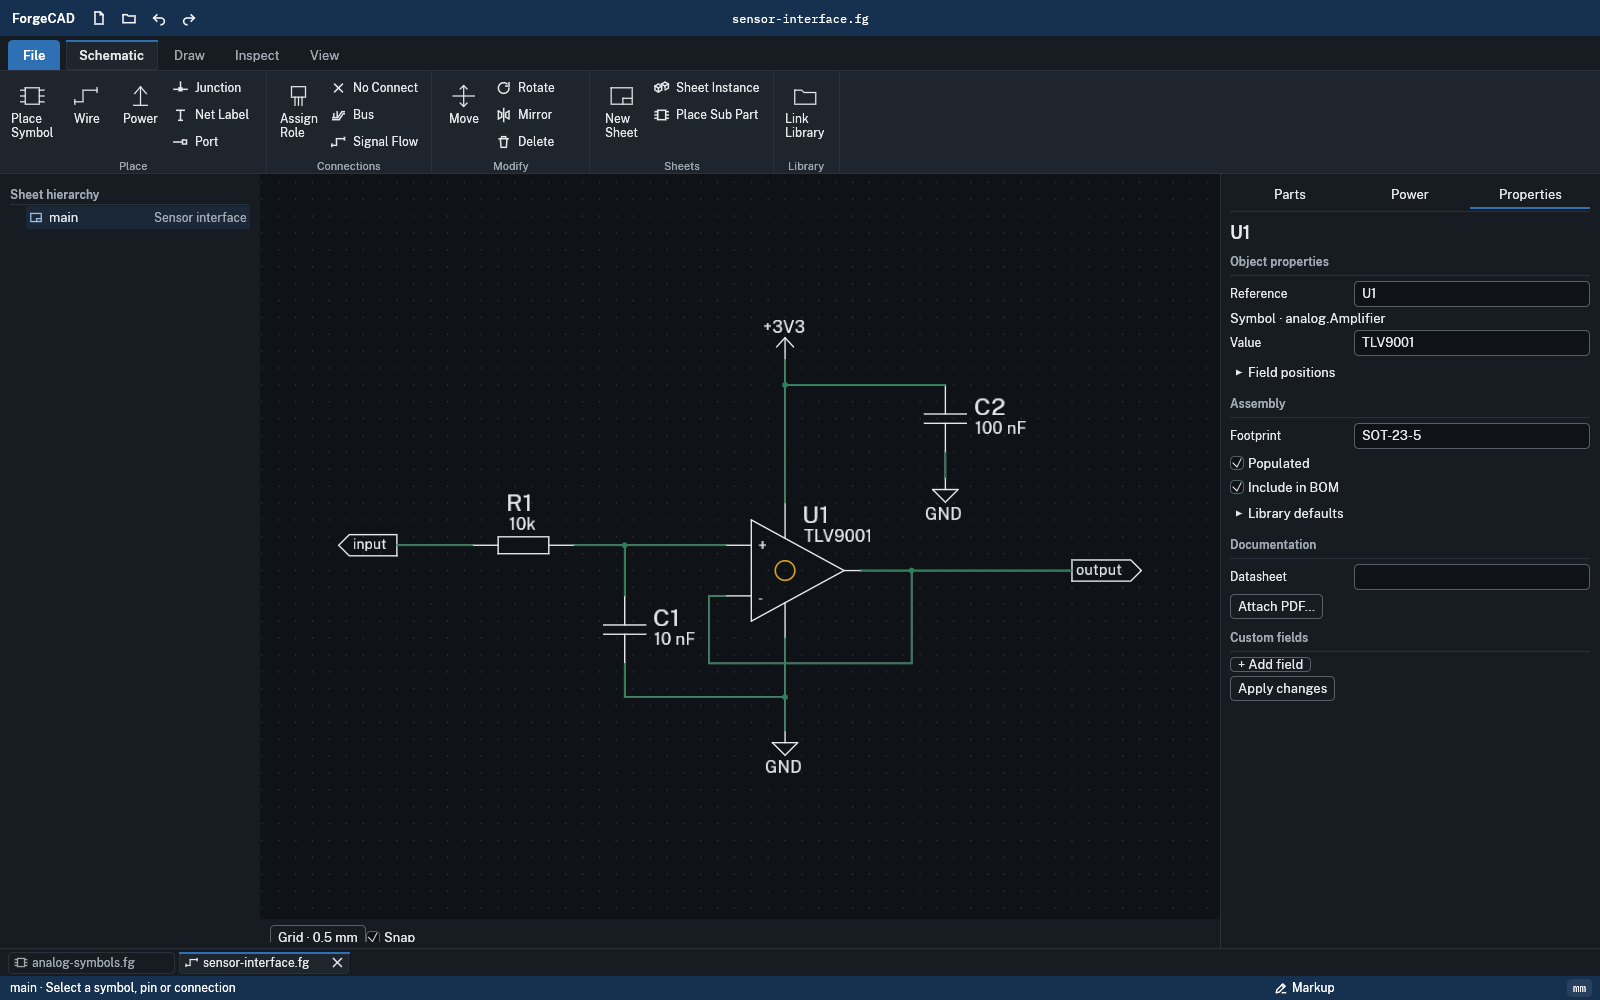 ForgeCAD
sensor-interface.fg
File Schematic Draw Inspect View
Place Symbol
Wire
Power
Junction
Net Label
Port
Place
Assign Role
No Connect
Bus
Signal Flow
Connections
Move
Rotate
Mirror
Delete
Modify
New Sheet
Sheet Instance
Place Sub Part
Sheets
Link Library
Library
Sheet hierarchy
main Sensor interface
+3V3
C2
100 nF
GND
R1
10k
U1
TLV9001
input
+
-
output
C1
10 nF
GND
Grid · 0.5 mm Snap
Parts Power Properties
U1
Object properties
Reference U1
Symbol · analog.Amplifier
Value TLV9001
Field positions
Assembly
Footprint SOT-23-5
Populated
Include in BOM
Library defaults
Documentation
Datasheet
Attach PDF...
Custom fields
+ Add field
Apply changes
analog-symbols.fg sensor-interface.fg
main · Select a symbol, pin or connection Markup mm